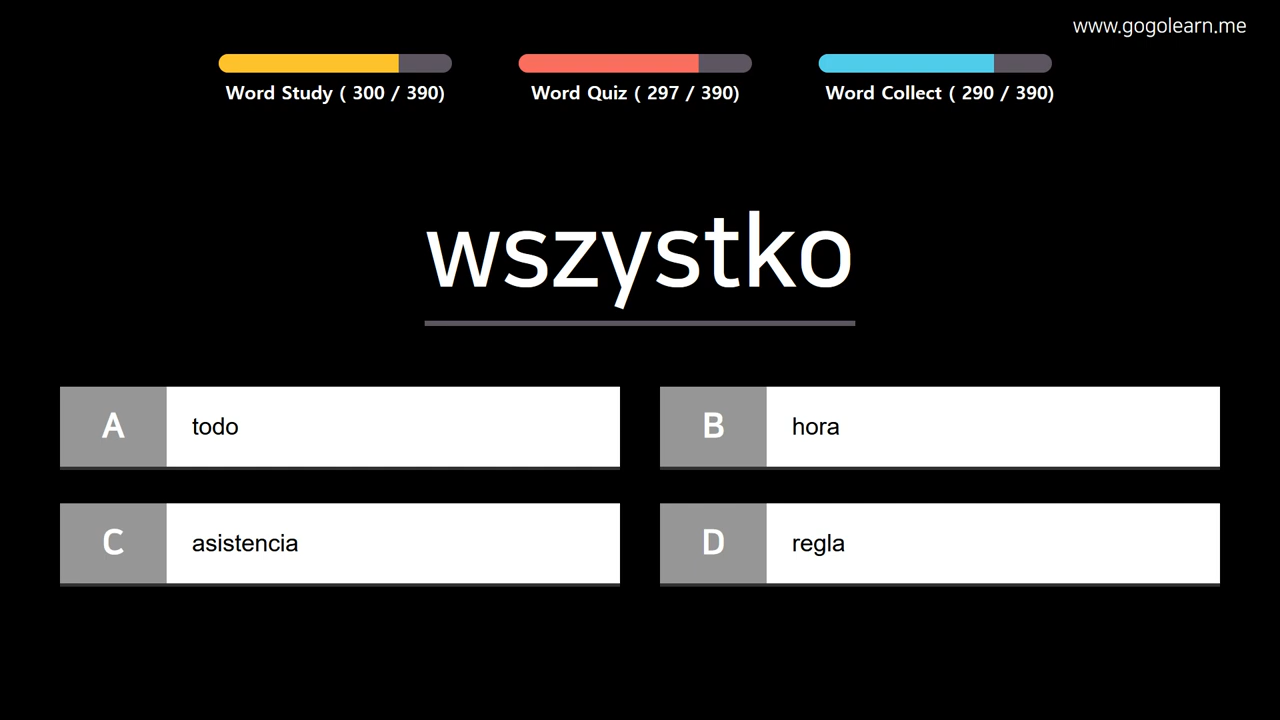 www.gogolearn.me
Word Study ( 300 / 390)
Word Quiz ( 297 / 390)
Word Collect ( 290 / 390)
wszystko
A todo
B hora
C asistencia
D regla